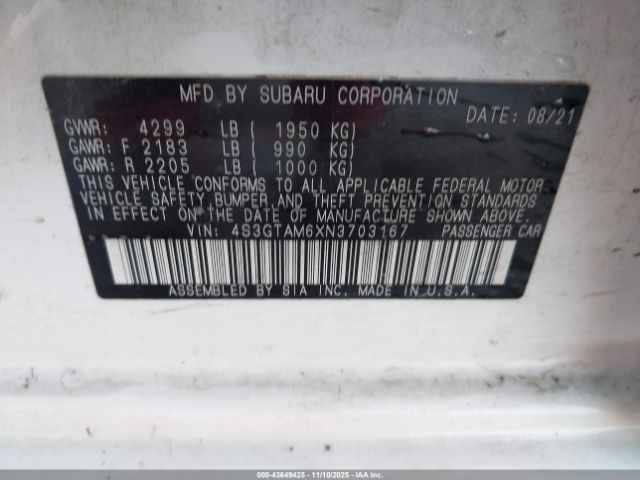 MFD. BY SUBARU CORPORATION
DATE: 08/21
GVWR: 4299 LB ( 1950 KG)
GAWR: F 2183 LB ( 990 KG)
GAWR: R 2205 LB ( 1000 KG)
THIS VEHICLE CONFORMS TO ALL APPLICABLE FEDERAL MOTOR
VEHICLE SAFETY, BUMPER, AND THEFT PREVENTION STANDARDS
IN EFFECT ON THE DATE OF MANUFACTURE SHOWN ABOVE.
VIN: 4S3GTAM6XN3703167 PASSENGER CAR
ASSEMBLED BY SIA INC. MADE IN U.S.A.
000-43649425 - 11/10/2025 - IAAI.COM